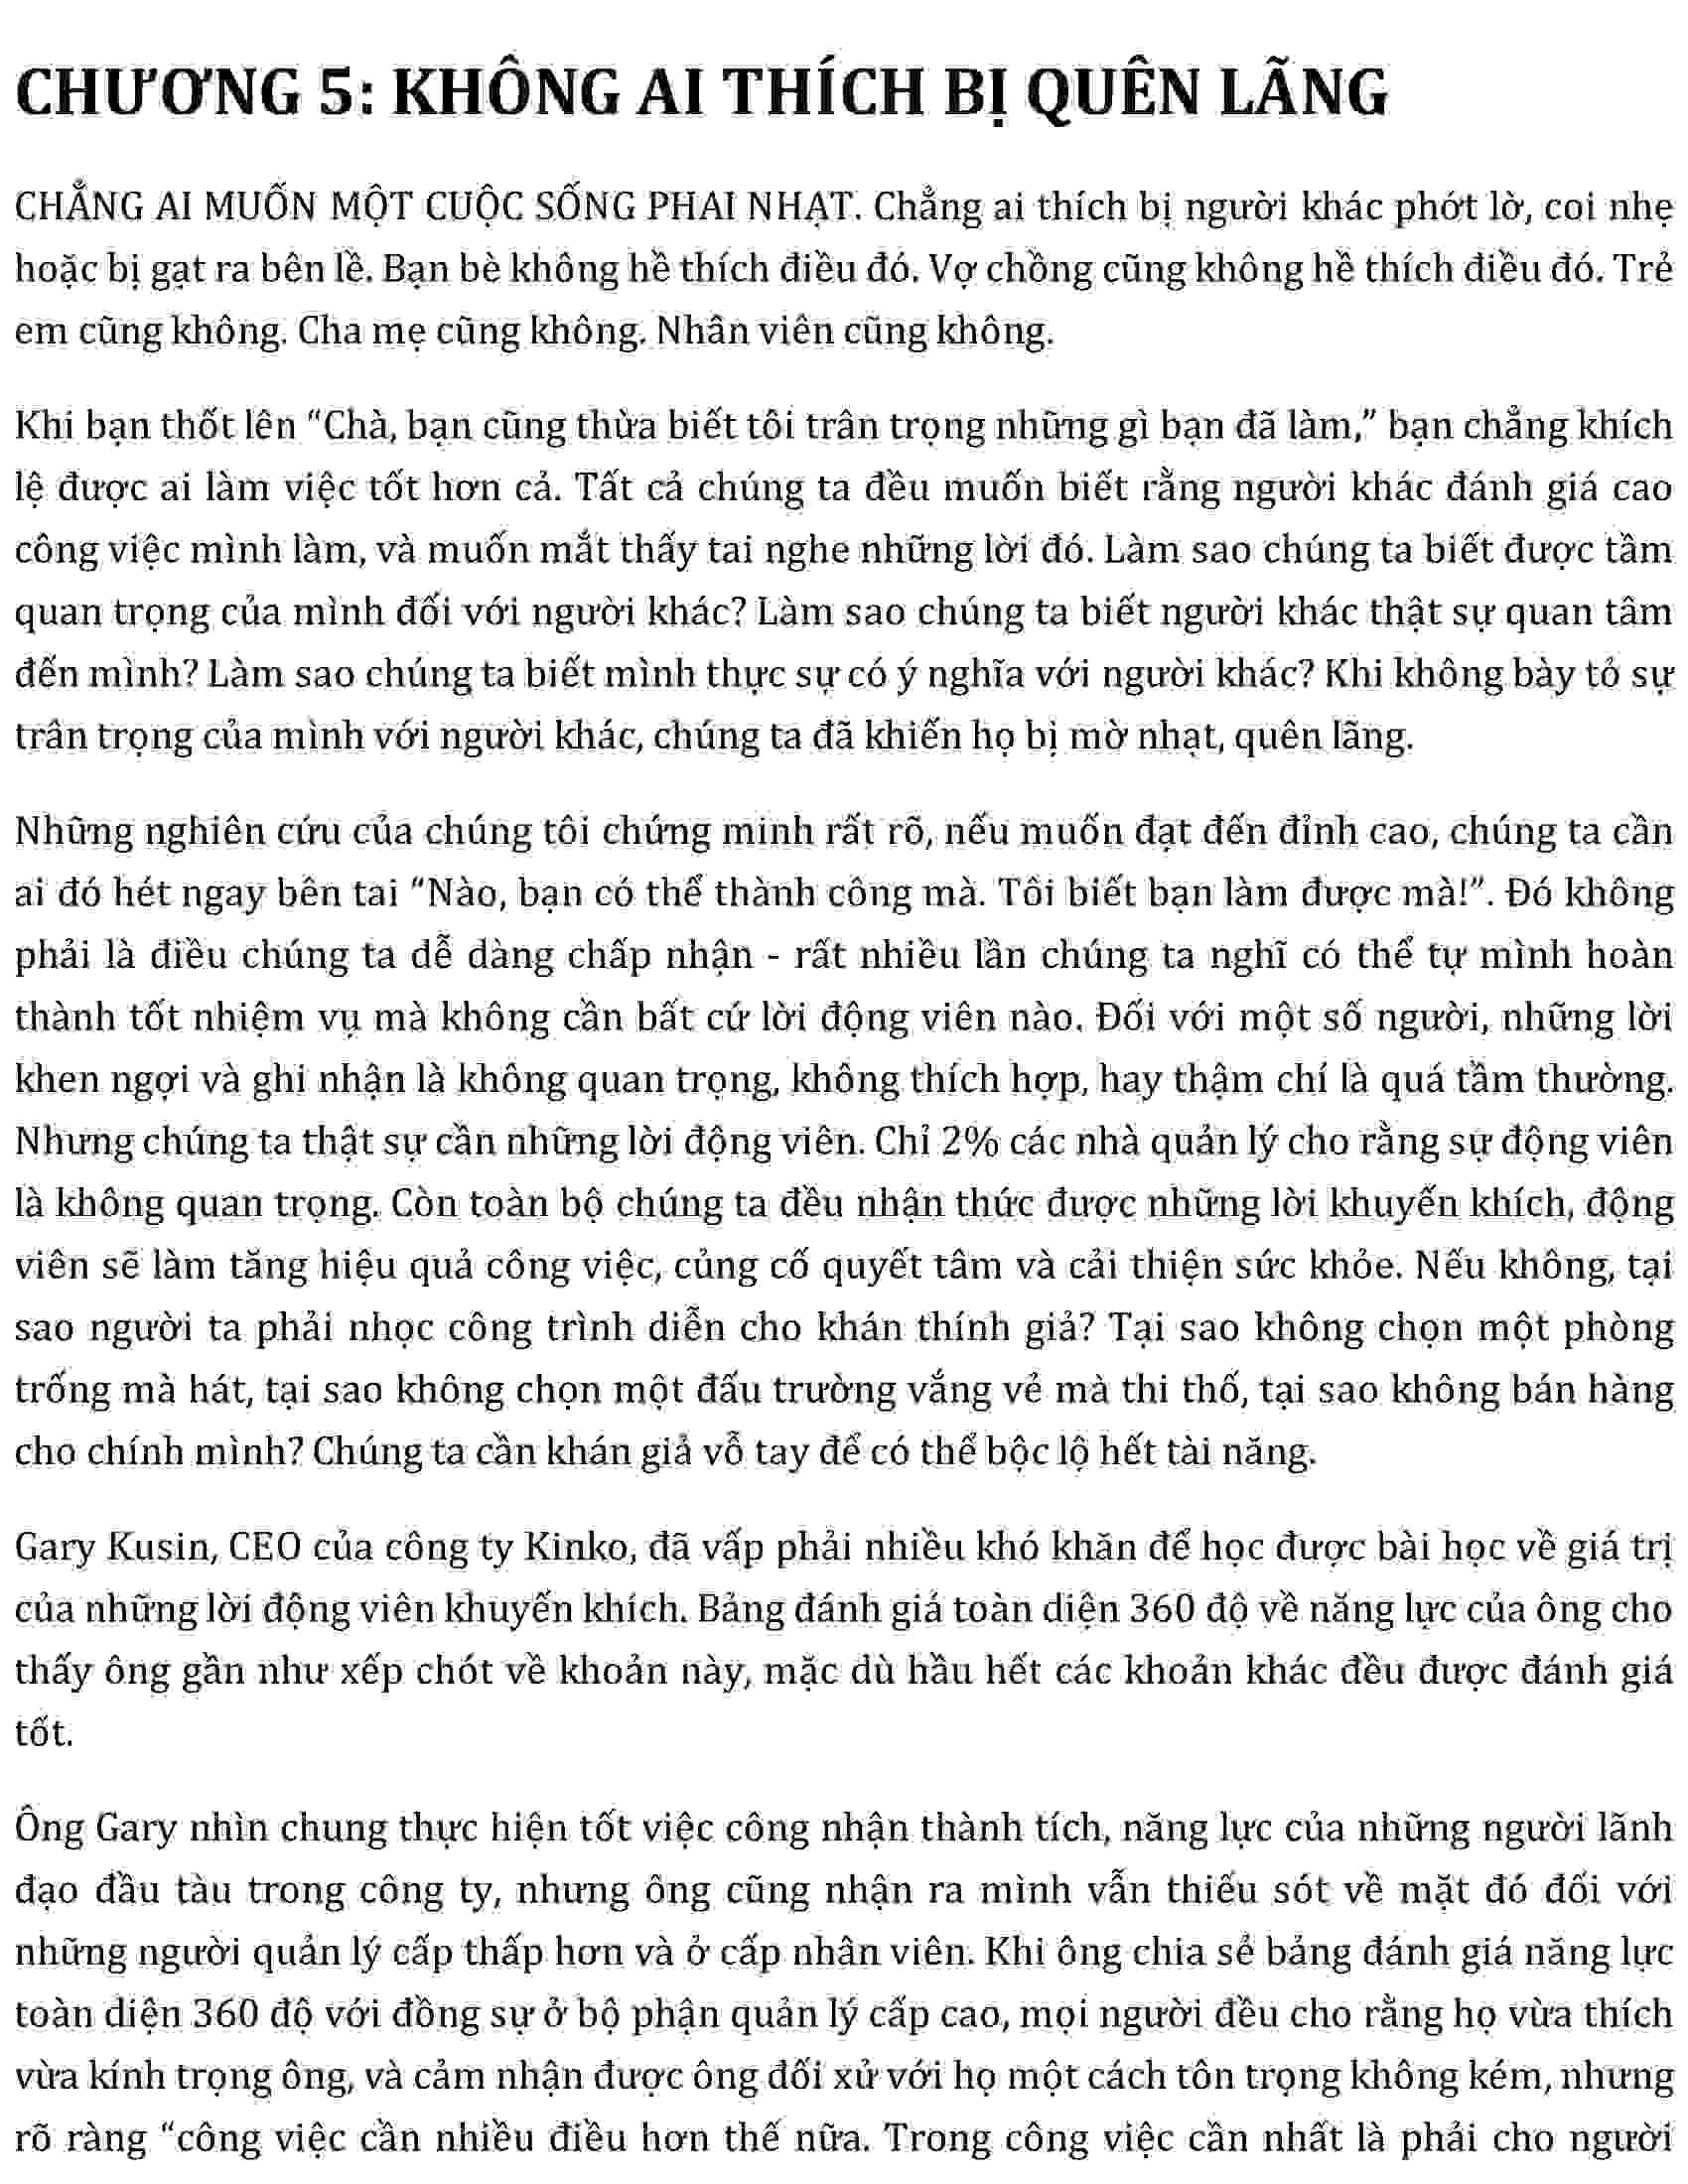 CHƯƠNG 5: KHÔNG AI THÍCH BỊ QUÊN LÃNG
CHẲNG AI MUỐN MỘT CUỘC SỐNG PHAI NHẠT. Chẳng ai thích bị người khác phớt lờ, coi nhẹ
hoặc bị gạt ra bên lề. Bạn bè không hề thích điều đó. Vợ chồng cũng không hề thích điều đó. Trẻ
em cũng không. Cha mẹ cũng không. Nhân viên cũng không.
Khi bạn thốt lên “Chà, bạn cũng thừa biết tôi trân trọng những gì bạn đã làm,” bạn chẳng khích
lệ được ai làm việc tốt hơn cả. Tất cả chúng ta đều muốn biết rằng người khác đánh giá cao
công việc mình làm, và muốn mắt thấy tai nghe những lời đó. Làm sao chúng ta biết được tầm
quan trọng của mình đối với người khác? Làm sao chúng ta biết người khác thật sự quan tâm
đến mình? Làm sao chúng ta biết mình thực sự có ý nghĩa với người khác? Khi không bày tỏ sự
trân trọng của mình với người khác, chúng ta đã khiến họ bị mờ nhạt, quên lãng.
Những nghiên cứu của chúng tôi chứng minh rất rõ, nếu muốn đạt đến đỉnh cao, chúng ta cần
ai đó hét ngay bên tai “Nào, bạn có thể thành công mà. Tôi biết bạn làm được mà!”. Đó không
phải là điều chúng ta dễ dàng chấp nhận - rất nhiều lần chúng ta nghĩ có thể tự mình hoàn
thành tốt nhiệm vụ mà không cần bất cứ lời động viên nào. Đối với một số người, những lời
khen ngợi và ghi nhận là không quan trọng, không thích hợp, hay thậm chí là quá tầm thường.
Nhưng chúng ta thật sự cần những lời động viên. Chỉ 2% các nhà quản lý cho rằng sự động viên
là không quan trọng. Còn toàn bộ chúng ta đều nhận thức được những lời khuyến khích, động
viên sẽ làm tăng hiệu quả công việc, củng cố quyết tâm và cải thiện sức khỏe. Nếu không, tại
sao người ta phải nhọc công trình diễn cho khán thính giả? Tại sao không chọn một phòng
trống mà hát, tại sao không chọn một đấu trường vắng vẻ mà thi thố, tại sao không bán hàng
cho chính mình? Chúng ta cần khán giả vỗ tay để có thể bộc lộ hết tài năng.
Gary Kusin, CEO của công ty Kinko, đã vấp phải nhiều khó khăn để học được bài học về giá trị
của những lời động viên khuyến khích. Bảng đánh giá toàn diện 360 độ về năng lực của ông cho
thấy ông gần như xếp chót về khoản này, mặc dù hầu hết các khoản khác đều được đánh giá
tốt.
Ông Gary nhìn chung thực hiện tốt việc công nhận thành tích, năng lực của những người lãnh
đạo đầu tàu trong công ty, nhưng ông cũng nhận ra mình vẫn thiếu sót về mặt đó đối với
những người quản lý cấp thấp hơn và ở cấp nhân viên. Khi ông chia sẻ bảng đánh giá năng lực
toàn diện 360 độ với đồng sự ở bộ phận quản lý cấp cao, mọi người đều cho rằng họ vừa thích
vừa kính trọng ông, và cảm nhận được ông đối xử với họ một cách tôn trọng không kém, nhưng
rõ ràng “công việc cần nhiều điều hơn thế nữa. Trong công việc cần nhất là phải cho người